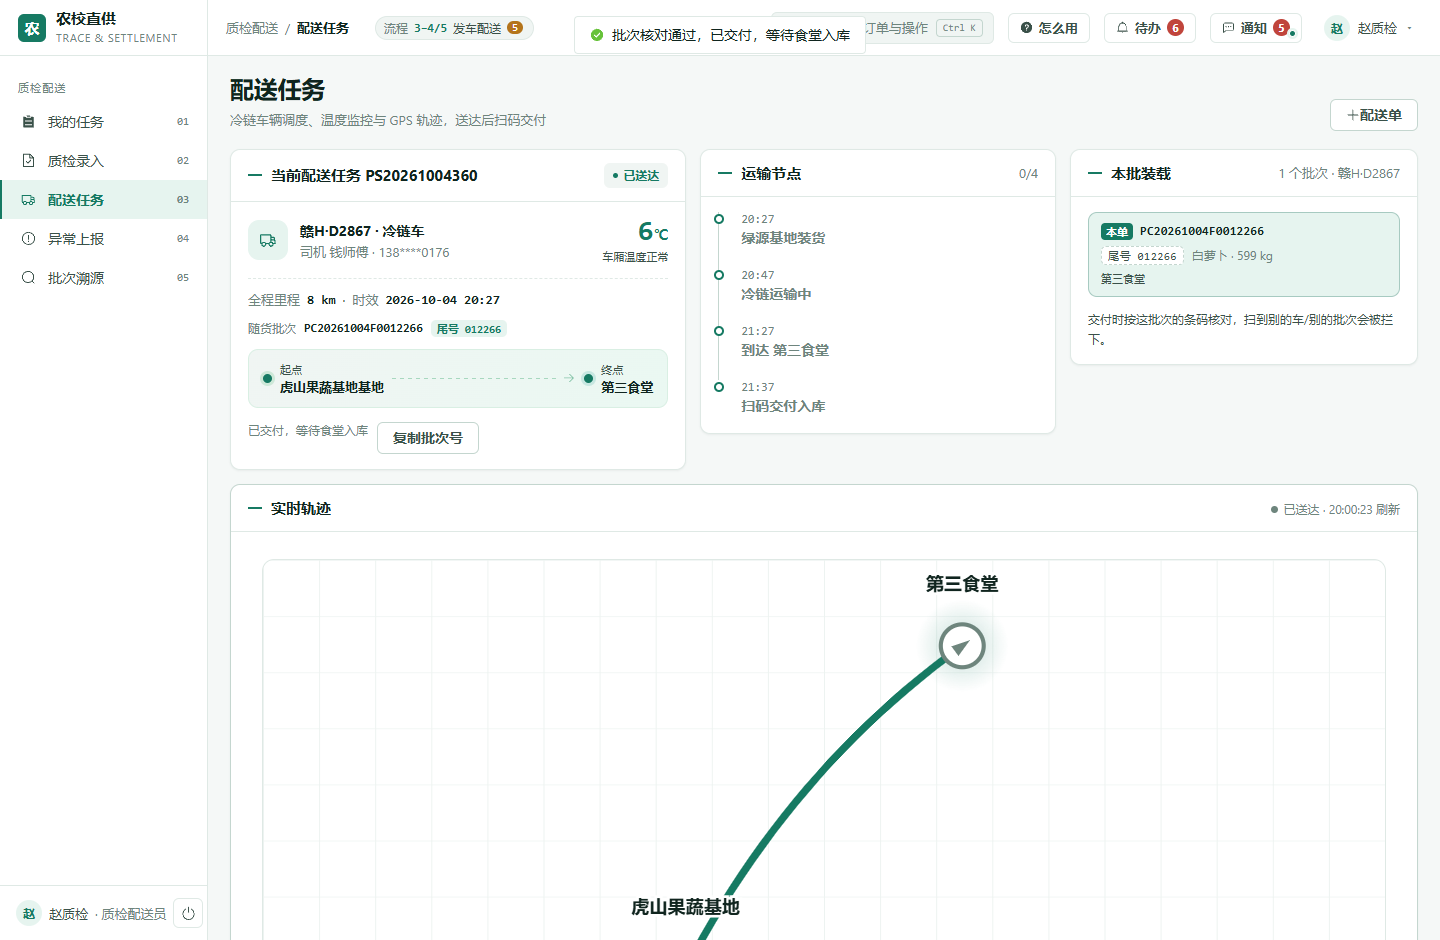 农
农校直供
TRACE & SETTLEMENT
质检配送 / 配送任务
流程 3-4/5 发车配送 5
批次核对通过，已交付，等待食堂入库
订单与操作 Ctrl K
怎么用
待办 6
通知 5
赵 赵质检
质检配送
我的任务 01
质检录入 02
配送任务 03
异常上报 04
批次溯源 05
赵 赵质检 · 质检配送员
配送任务
冷链车辆调度、温度监控与 GPS 轨迹，送达后扫码交付
配送单
当前配送任务 PS20261004360
已送达
赣H·D2867 · 冷链车
司机 钱师傅 · 138****0176
6℃
车厢温度正常
全程里程 8 km · 时效 2026-10-04 20:27
随货批次 PC20261004F0012266 尾号 012266
起点
虎山果蔬基地基地
终点
第三食堂
已交付，等待食堂入库
复制批次号
运输节点 0/4
20:27
绿源基地装货
20:47
冷链运输中
21:27
到达 第三食堂
21:37
扫码交付入库
本批装载 1 个批次 · 赣H·D2867
本单 PC20261004F0012266
尾号 012266 白萝卜 · 599 kg
第三食堂
交付时按这批次的条码核对，扫到别的车/别的批次会被拦
下。
实时轨迹
已送达 · 20:00:23 刷新
第三食堂
虎山果蔬基地